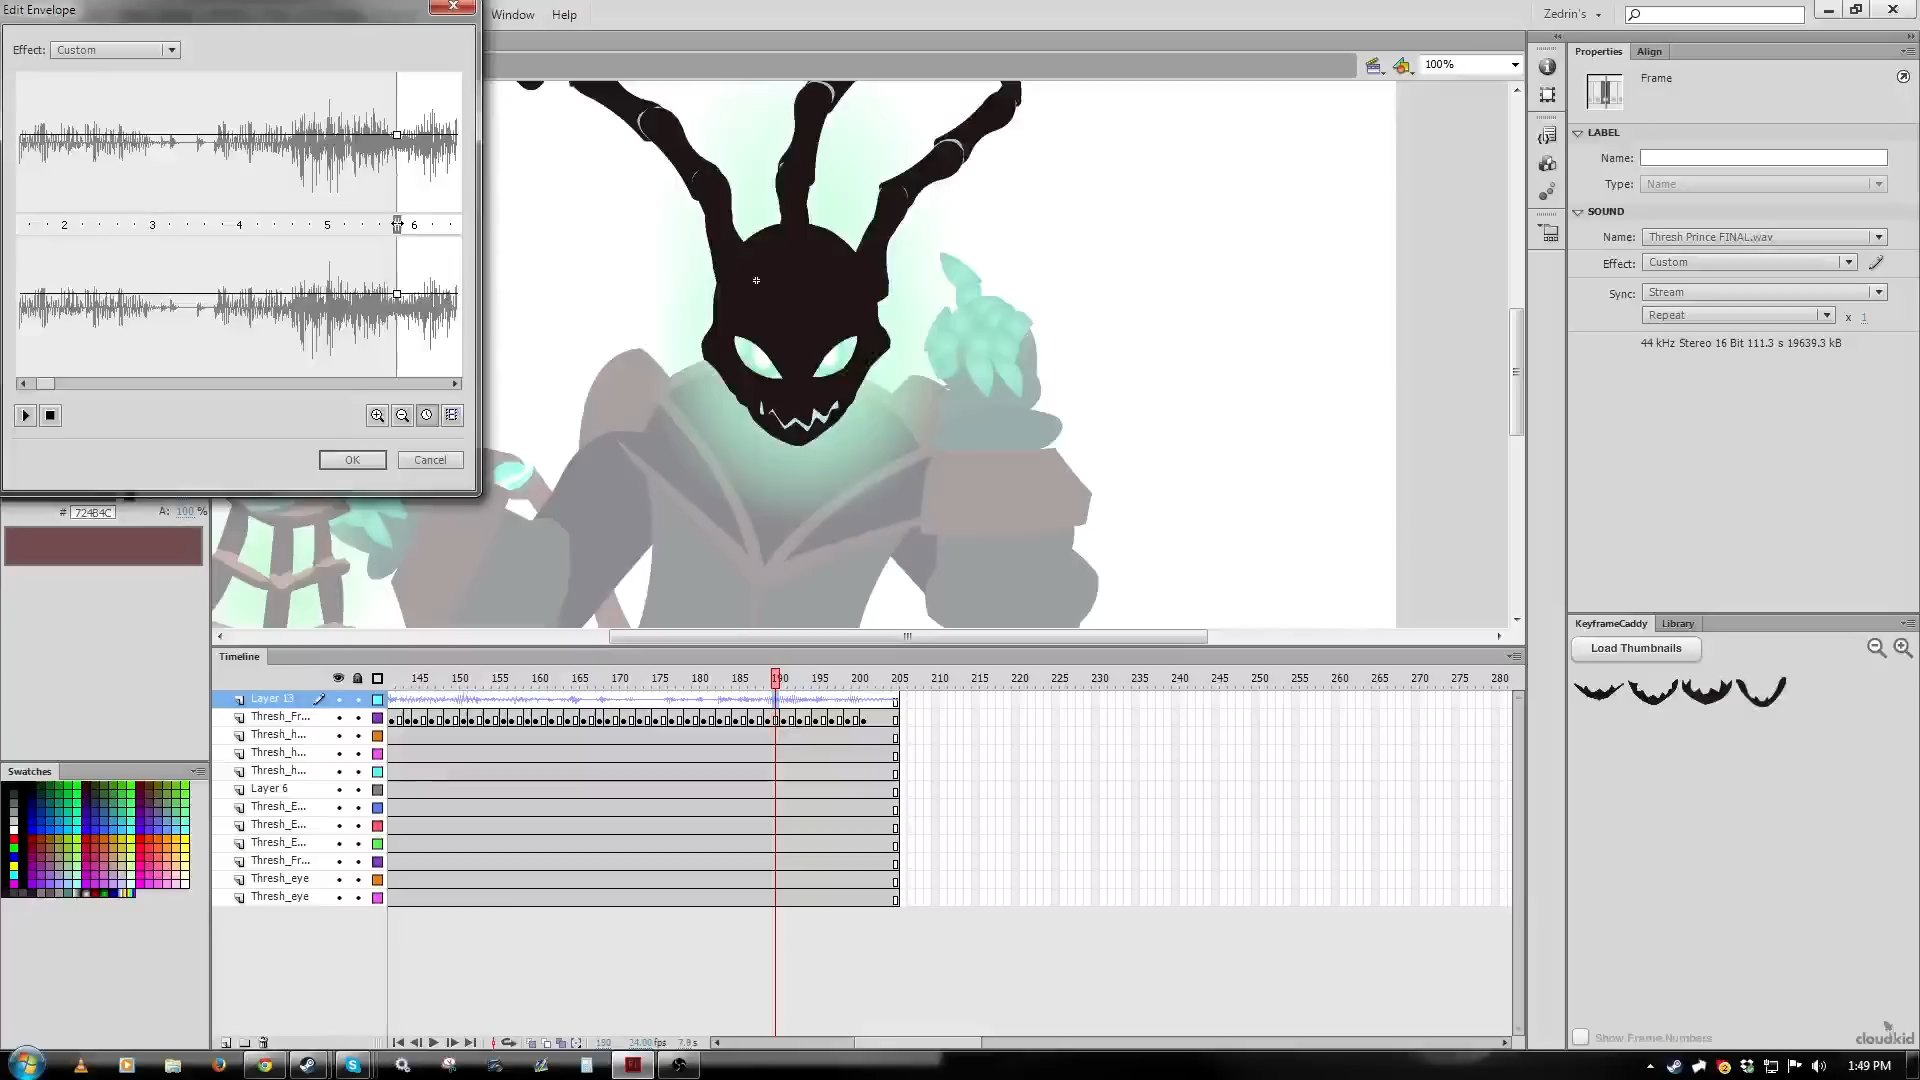 Edit Envelope
Window Help
Zedrin's
Effect: Custom
2 3 4 5 6
OK Cancel
# 724B4C A: 100 %
Swatches
100%
Properties Align
Frame
LABEL
Name:
Type: Name
SOUND
Name: Thresh Prince FINAL.wav
Effect: Custom
Sync: Stream
Repeat x 1
44 kHz Stereo 16 Bit 111.3 s 19639.3 kB
KeyframeCaddy Library
Load Thumbnails
Show Frame Numbers
cloudkid
Timeline
145 150 155 160 165 170 175 180 185 190 195 200 205 210 215 220 225 230 235 240 245 250 255 260 265 270 275 280
Layer 13
Thresh_Fr...
Thresh_h...
Thresh_h...
Thresh_h...
Layer 6
Thresh_E...
Thresh_E...
Thresh_E...
Thresh_Fr...
Thresh_eye
Thresh_eye
190 24.00 fps 7.9 s
1:49 PM